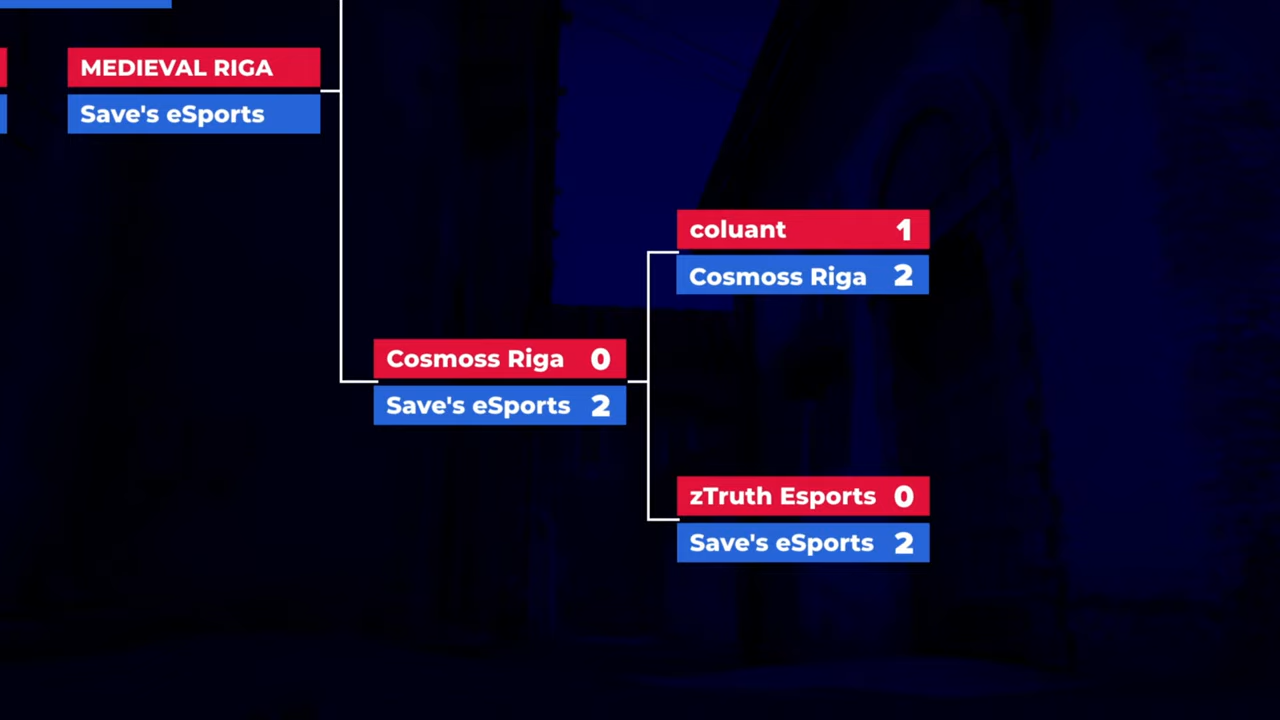 MEDIEVAL RIGA
Save's eSports
coluant 1
Cosmoss Riga 2
Cosmoss Riga 0
Save's eSports 2
zTruth Esports 0
Save's eSports 2